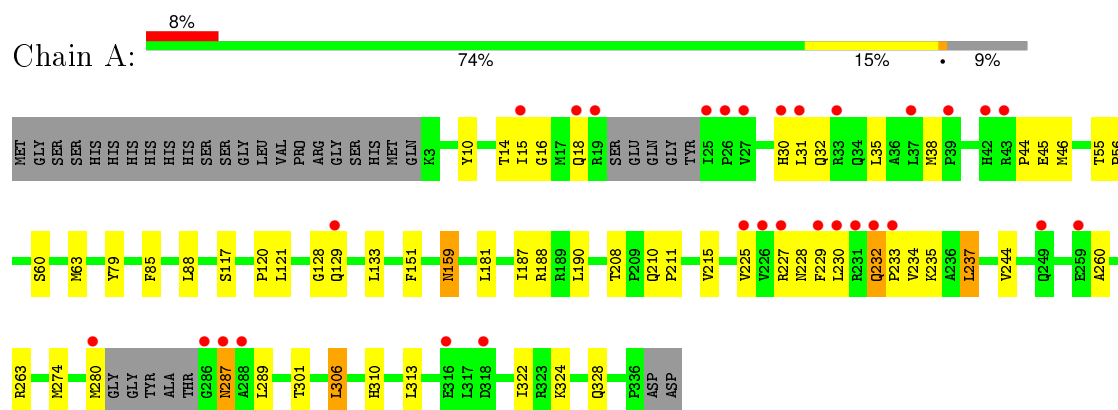 8%
Chain A:
74% 15% • 9%
MET GLY SER SER HIS HIS HIS HIS HIS HIS SER SER GLY LEU VAL PRO ARG GLY SER HIS MET GLN K3 Y10 T14 I15 G16 M17 Q18 R19 SER GLU GLN GLY TYR I25 P26 V27 H30 L31 Q32 R33 Q34 L35 A36 L37 M38 P39 H42 R43 P44 E45 M46 T55 P56
S60 M63 Y79 F85 L88 S117 P120 L121 G128 Q129 L133 F151 N159 L181 I187 R188 R189 L190 T208 P209 Q210 P211 V215 V225 V226 R227 N228 F229 L230 R231 Q232 P233 V234 K235 A236 L237 V244 Q249 E259 A260
R263 M274 M280 GLY GLY TYR ALA THR G286 N287 A288 L289 T301 L306 H310 L313 E316 L317 D318 I322 R323 K324 Q328 P336 ASP ASP